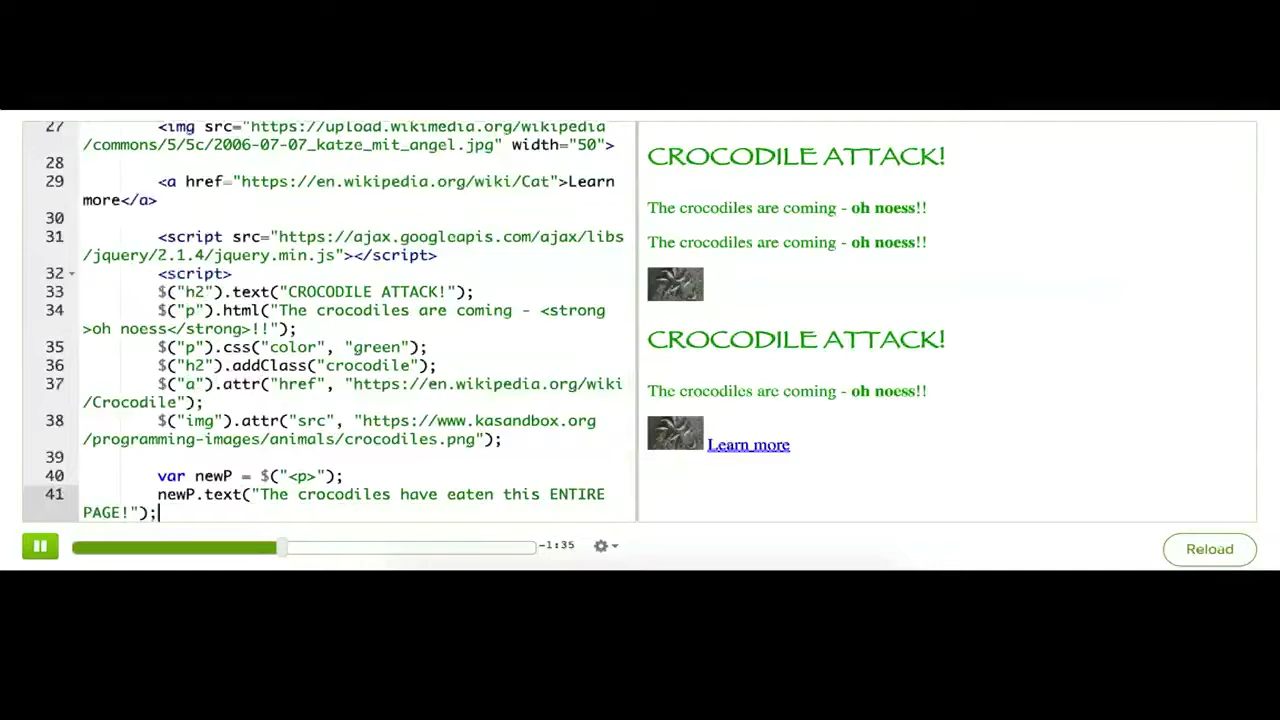 27 <img src="https://upload.wikimedia.org/wikipedia
/commons/5/5c/2006-07-07_katze_mit_angel.jpg" width="50">
28
29 <a href="https://en.wikipedia.org/wiki/Cat">Learn
more</a>
30
31 <script src="https://ajax.googleapis.com/ajax/libs
/jquery/2.1.4/jquery.min.js"></script>
32 <script>
33 $("h2").text("CROCODILE ATTACK!");
34 $("p").html("The crocodiles are coming - <strong
>oh noess</strong>!!");
35 $("p").css("color", "green");
36 $("h2").addClass("crocodile");
37 $("a").attr("href", "https://en.wikipedia.org/wiki
/Crocodile");
38 $("img").attr("src", "https://www.kasandbox.org
/programming-images/animals/crocodiles.png");
39
40 var newP = $("<p>");
41 newP.text("The crocodiles have eaten this ENTIRE
PAGE!");
CROCODILE ATTACK!
The crocodiles are coming - oh noess!!
The crocodiles are coming - oh noess!!
CROCODILE ATTACK!
The crocodiles are coming - oh noess!!
Learn more
-1:35
Reload